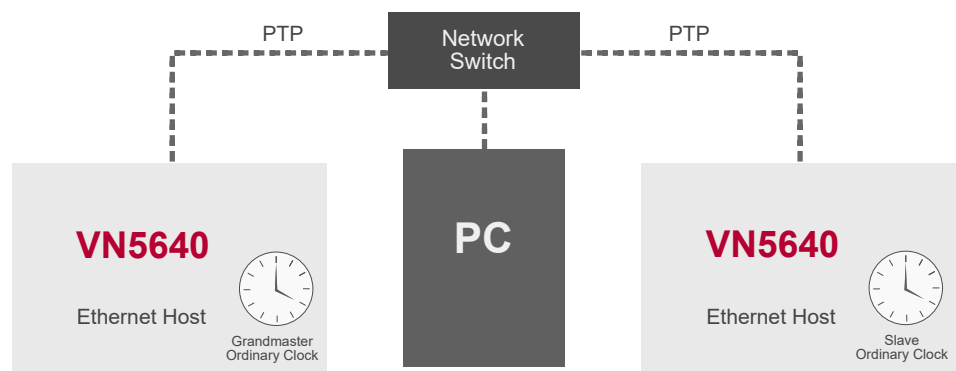 PTP
Network
Switch
PTP
VN5640
Ethernet Host
Grandmaster
Ordinary Clock
PC
VN5640
Ethernet Host
Slave
Ordinary Clock